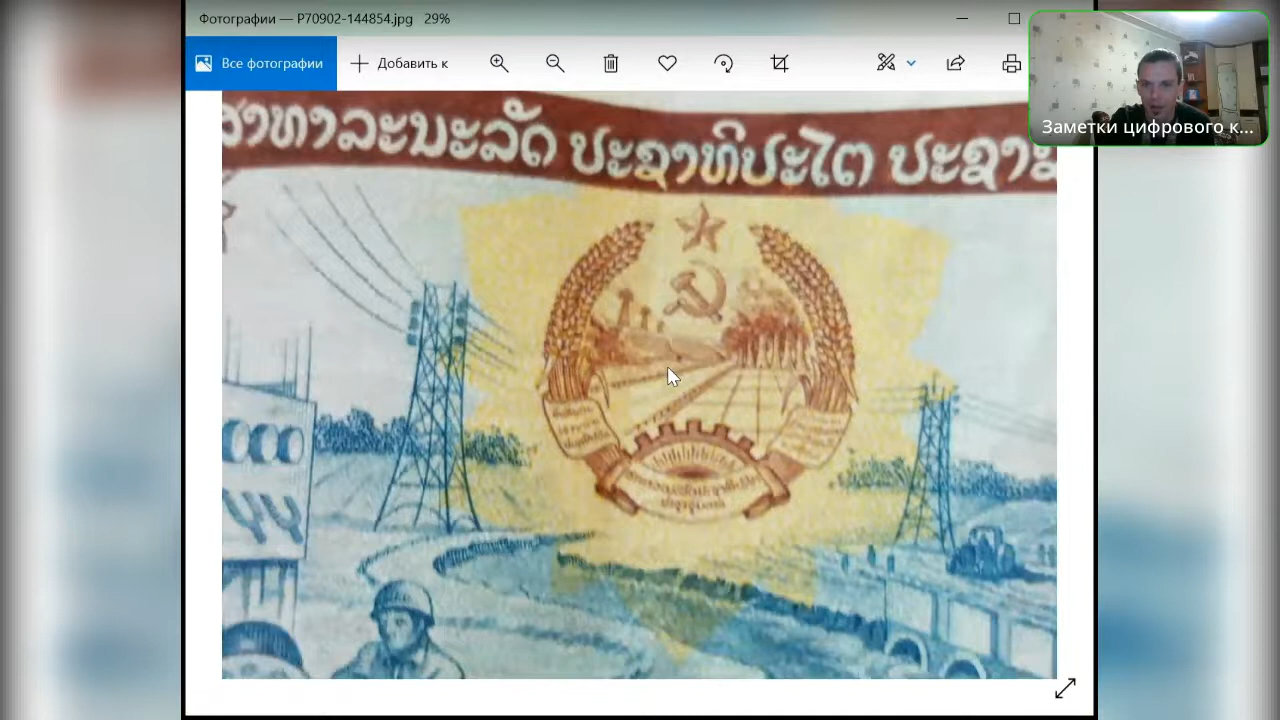 Фотографии — P70902-144854.jpg 29%
Все фотографии
Добавить к
Заметки цифрового к...
ສາທາລະນະລັດ ປະຊາທິປະໄຕ ປະຊາ